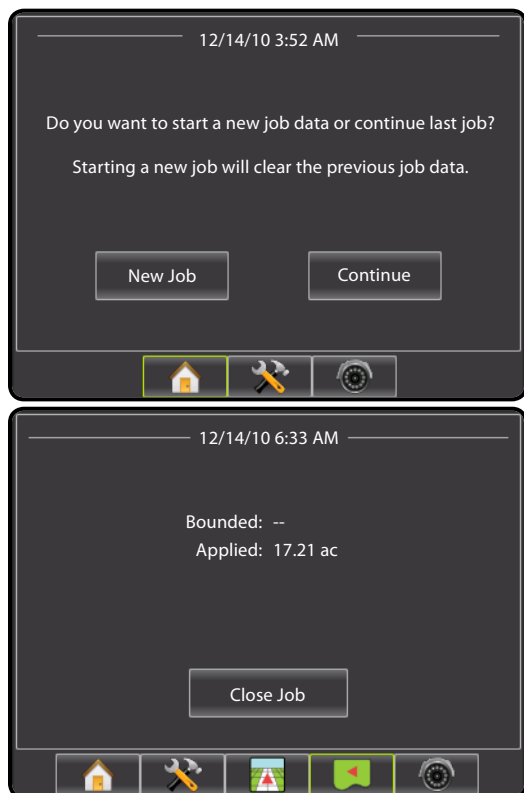 12/14/10 3:52 AM
Do you want to start a new job data or continue last job?
Starting a new job will clear the previous job data.
New Job
Continue
12/14/10 6:33 AM
Bounded: --
Applied: 17.21 ac
Close Job